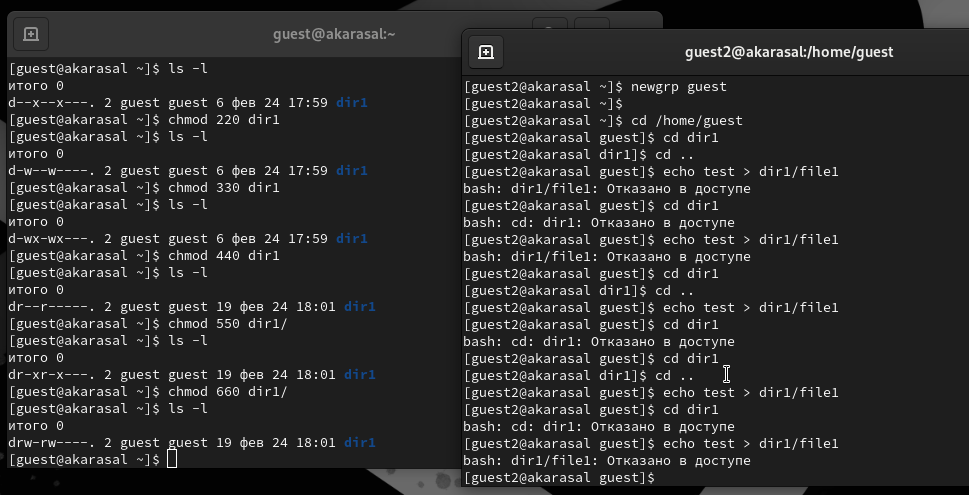 guest@akarasal:~
[guest@akarasal ~]$ ls -l
итого 0
d--x--x---. 2 guest guest 6 фев 24 17:59 dir1
[guest@akarasal ~]$ chmod 220 dir1
[guest@akarasal ~]$ ls -l
итого 0
d-w--w----. 2 guest guest 6 фев 24 17:59 dir1
[guest@akarasal ~]$ chmod 330 dir1
[guest@akarasal ~]$ ls -l
итого 0
d-wx-wx---. 2 guest guest 6 фев 24 17:59 dir1
[guest@akarasal ~]$ chmod 440 dir1
[guest@akarasal ~]$ ls -l
итого 0
dr--r-----. 2 guest guest 19 фев 24 18:01 dir1
[guest@akarasal ~]$ chmod 550 dir1/
[guest@akarasal ~]$ ls -l
итого 0
dr-xr-x---. 2 guest guest 19 фев 24 18:01 dir1
[guest@akarasal ~]$ chmod 660 dir1/
[guest@akarasal ~]$ ls -l
итого 0
drw-rw----. 2 guest guest 19 фев 24 18:01 dir1
[guest@akarasal ~]$
guest2@akarasal:/home/guest
[guest2@akarasal ~]$ newgrp guest
[guest2@akarasal ~]$
[guest2@akarasal ~]$ cd /home/guest
[guest2@akarasal guest]$ cd dir1
[guest2@akarasal dir1]$ cd ..
[guest2@akarasal guest]$ echo test > dir1/file1
bash: dir1/file1: Отказано в доступе
[guest2@akarasal guest]$ cd dir1
bash: cd: dir1: Отказано в доступе
[guest2@akarasal guest]$ echo test > dir1/file1
bash: dir1/file1: Отказано в доступе
[guest2@akarasal guest]$ cd dir1
[guest2@akarasal dir1]$ cd ..
[guest2@akarasal guest]$ echo test > dir1/file1
[guest2@akarasal guest]$ cd dir1
bash: cd: dir1: Отказано в доступе
[guest2@akarasal guest]$ cd dir1
[guest2@akarasal dir1]$ cd ..
[guest2@akarasal guest]$ echo test > dir1/file1
[guest2@akarasal guest]$ cd dir1
bash: cd: dir1: Отказано в доступе
[guest2@akarasal guest]$ echo test > dir1/file1
bash: dir1/file1: Отказано в доступе
[guest2@akarasal guest]$